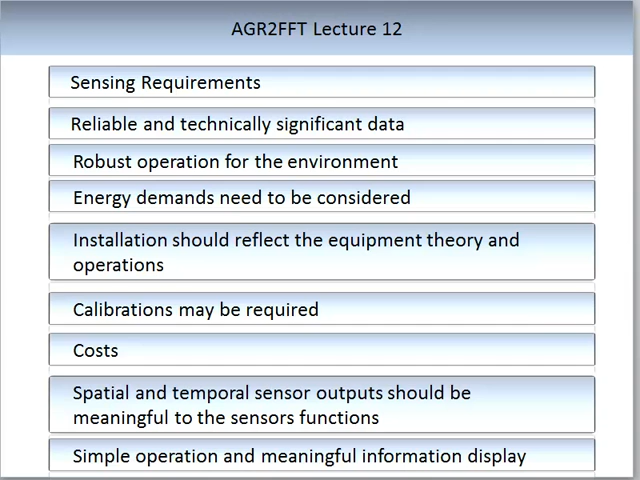 AGR2FFT Lecture 12
Sensing Requirements
Reliable and technically significant data
Robust operation for the environment
Energy demands need to be considered
Installation should reflect the equipment theory and
operations
Calibrations may be required
Costs
Spatial and temporal sensor outputs should be
meaningful to the sensors functions
Simple operation and meaningful information display